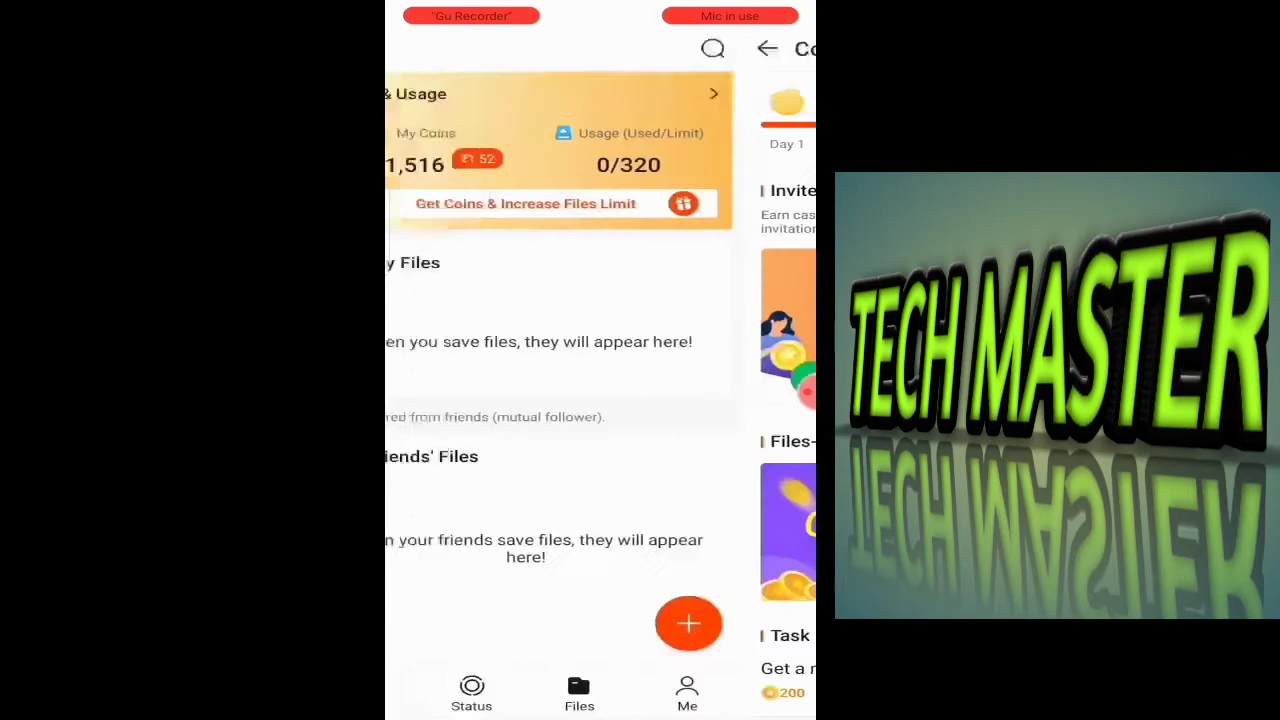 "Gu Recorder"
Mic in use
& Usage
My Coins
Usage (Used/Limit)
1,516
52
0/320
Get Coins & Increase Files Limit
y Files
en you save files, they will appear here!
red from friends (mutual follower).
iends' Files
n your friends save files, they will appear
here!
Status
Files
Me
Co
Day 1
Invite
Earn cas
invitation
Files-
Task
Get a r
200
TECH MASTER
TECH MASTER